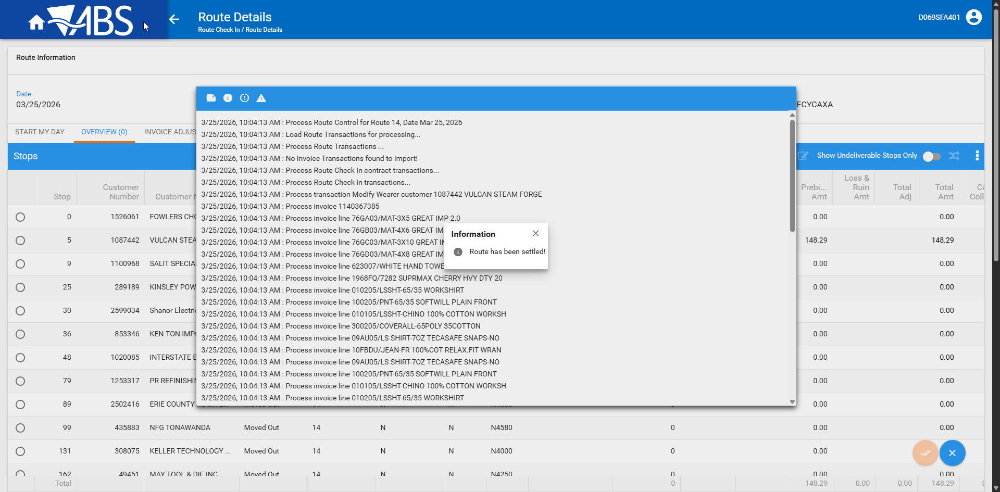 ABS
Route Details
Route Check In / Route Details
D069SFA401
Route Information
Date
03/25/2026
FCYCAXA
START MY DAY
OVERVIEW (0)
INVOICE ADJUS
Stops
Show Undeliverable Stops Only
3/25/2026, 10:04:13 AM : Process Route Control for Route 14, Date Mar 25, 2026
3/25/2026, 10:04:13 AM : Load Route Transactions for processing...
3/25/2026, 10:04:13 AM : Process Route Transactions ...
3/25/2026, 10:04:13 AM : No Invoice Transactions found to import!
3/25/2026, 10:04:13 AM : Process Route Check In contract transactions...
3/25/2026, 10:04:13 AM : Process Route Check In transactions...
3/25/2026, 10:04:13 AM : Process transaction Modify Wearer customer 1087442 VULCAN STEAM FORGE
3/25/2026, 10:04:13 AM : Process invoice 1140367385
3/25/2026, 10:04:13 AM : Process invoice line 76GA03/MAT-3X5 GREAT IMP 2.0
3/25/2026, 10:04:13 AM : Process invoice line 76GB03/MAT-4X6 GREAT IM
3/25/2026, 10:04:13 AM : Process invoice line 76GC03/MAT-3X10 GREAT IM
3/25/2026, 10:04:13 AM : Process invoice line 76GD03/MAT-4X8 GREAT IM
3/25/2026, 10:04:13 AM : Process invoice line 623007/WHITE HAND TOWE
3/25/2026, 10:04:13 AM : Process invoice line 1968FQ/7282 SUPRMAX CHERRY HVY DTY 20
3/25/2026, 10:04:13 AM : Process invoice line 010205/LSSHT-65/35 WORKSHIRT
3/25/2026, 10:04:13 AM : Process invoice line 100205/PNT-65/35 SOFTWILL PLAIN FRONT
3/25/2026, 10:04:13 AM : Process invoice line 010105/LSSHT-CHINO 100% COTTON WORKSH
3/25/2026, 10:04:13 AM : Process invoice line 300205/COVERALL-65POLY 35COTTON
3/25/2026, 10:04:13 AM : Process invoice line 09AU05/LS SHIRT-7OZ TECASAFE SNAPS-NO
3/25/2026, 10:04:13 AM : Process invoice line 10FBDU/JEAN-FR 100%COT RELAX.FIT WRAN
3/25/2026, 10:04:13 AM : Process invoice line 09AU05/LS SHIRT-7OZ TECASAFE SNAPS-NO
3/25/2026, 10:04:13 AM : Process invoice line 100205/PNT-65/35 SOFTWILL PLAIN FRONT
3/25/2026, 10:04:13 AM : Process invoice line 010105/LSSHT-CHINO 100% COTTON WORKSH
3/25/2026, 10:04:13 AM : Process invoice line 010205/LSSHT-65/35 WORKSHIRT
Information
Route has been settled!
Stop
Customer Number
Customer N
Prebi... Amt
Loss & Ruin Amt
Total Adj
Total Amt
Ca
Coll
0 1526061 FOWLERS CHO 0.00 0.00
5 1087442 VULCAN STEA 148.29 148.29
9 1100968 SALIT SPECIA 0.00 0.00
25 289189 KINSLEY POW 0.00 0.00
30 2599034 Shanor Electric 0.00 0.00
36 853346 KEN-TON IMPO 0.00 0.00
48 1020085 INTERSTATE B 0.00 0.00
79 1253317 PR REFINISHIN 0.00 0.00
89 2502416 ERIE COUNTY 0.00 0.00
99 435883 NFG TONAWANDA Moved Out 14 N N N4580 0 0.00 0.00
131 308075 KELLER TECHNOLOGY ... Moved Out 14 N N N4000 0 0.00 0.00
162 49451 MAY TOOL & DIE INC Moved Out 14 N N N4250 0 0.00 0.00
Total 0 148.29 0.00 0.00 148.29